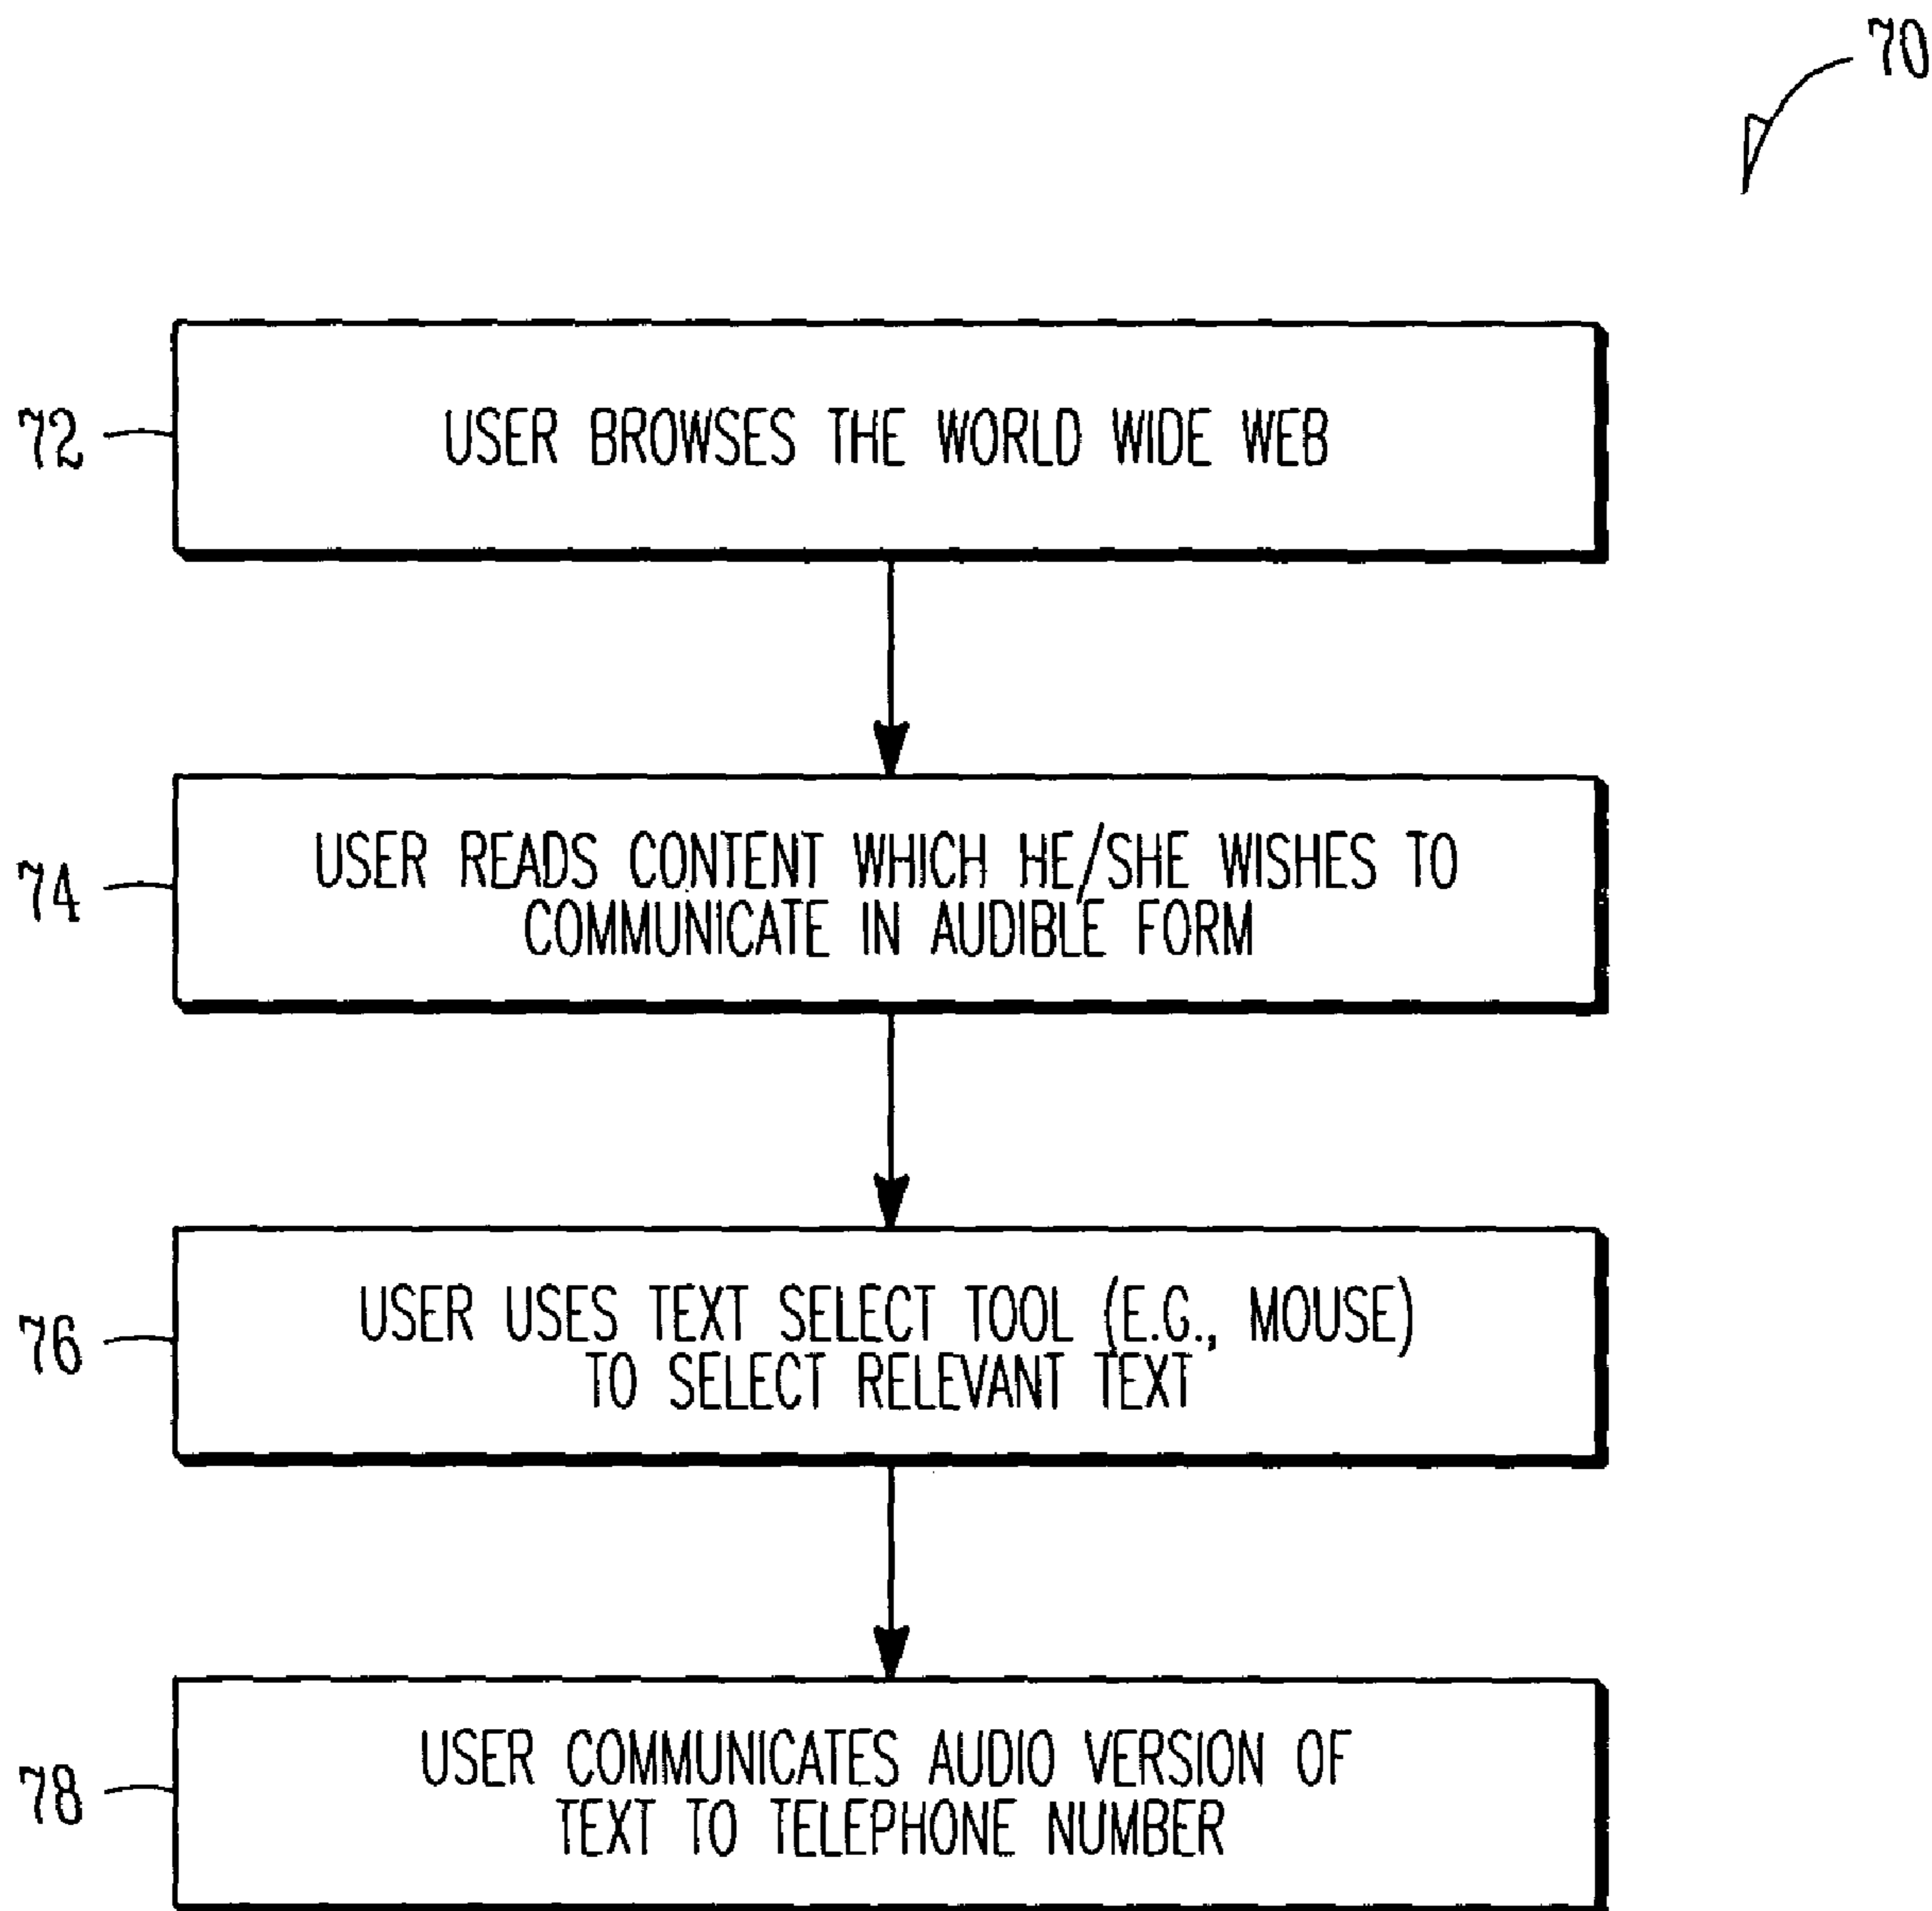 70
72
USER BROWSES THE WORLD WIDE WEB
74
USER READS CONTENT WHICH HE/SHE WISHES TO
COMMUNICATE IN AUDIBLE FORM
76
USER USES TEXT SELECT TOOL (E.G., MOUSE)
TO SELECT RELEVANT TEXT
78
USER COMMUNICATES AUDIO VERSION OF
TEXT TO TELEPHONE NUMBER